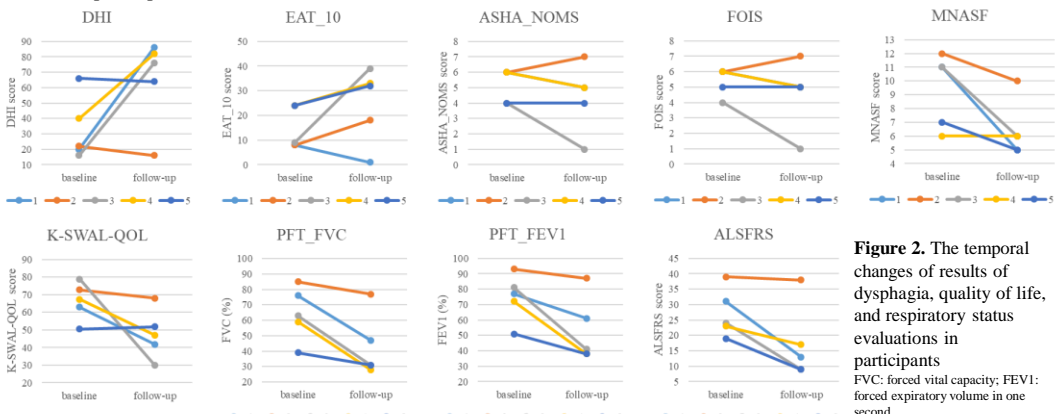 DHI
EAT_10
ASHA_NOMS
FOIS
MNASF
DHI score
90
80
70
60
50
40
30
20
10
baseline
follow-up
EAT_10 score
50
40
30
20
10
0
baseline
follow-up
ASHA_NOMS score
8
7
6
5
4
3
2
1
0
baseline
follow-up
FOIS score
8
7
6
5
4
3
2
1
0
baseline
follow-up
MNASF score
13
12
11
10
9
8
7
6
5
4
baseline
follow-up
1 2 3 4 5
1 2 3 4 5
1 2 3 4 5
1 2 3 4 5
1 2 3 4 5
K-SWAL-QOL
PFT_FVC
PFT_FEV1
ALSFRS
K-SWAL-QOL score
90
80
70
60
50
40
30
20
baseline
follow-up
FVC (%)
100
90
80
70
60
50
40
30
20
baseline
follow-up
FEV1 (%)
100
90
80
70
60
50
40
30
20
baseline
follow-up
ALSFRS score
45
40
35
30
25
20
15
10
5
baseline
follow-up
Figure 2. The temporal
changes of results of
dysphagia, quality of life,
and respiratory status
evaluations in
participants
FVC: forced vital capacity; FEV1:
forced expiratory volume in one
second